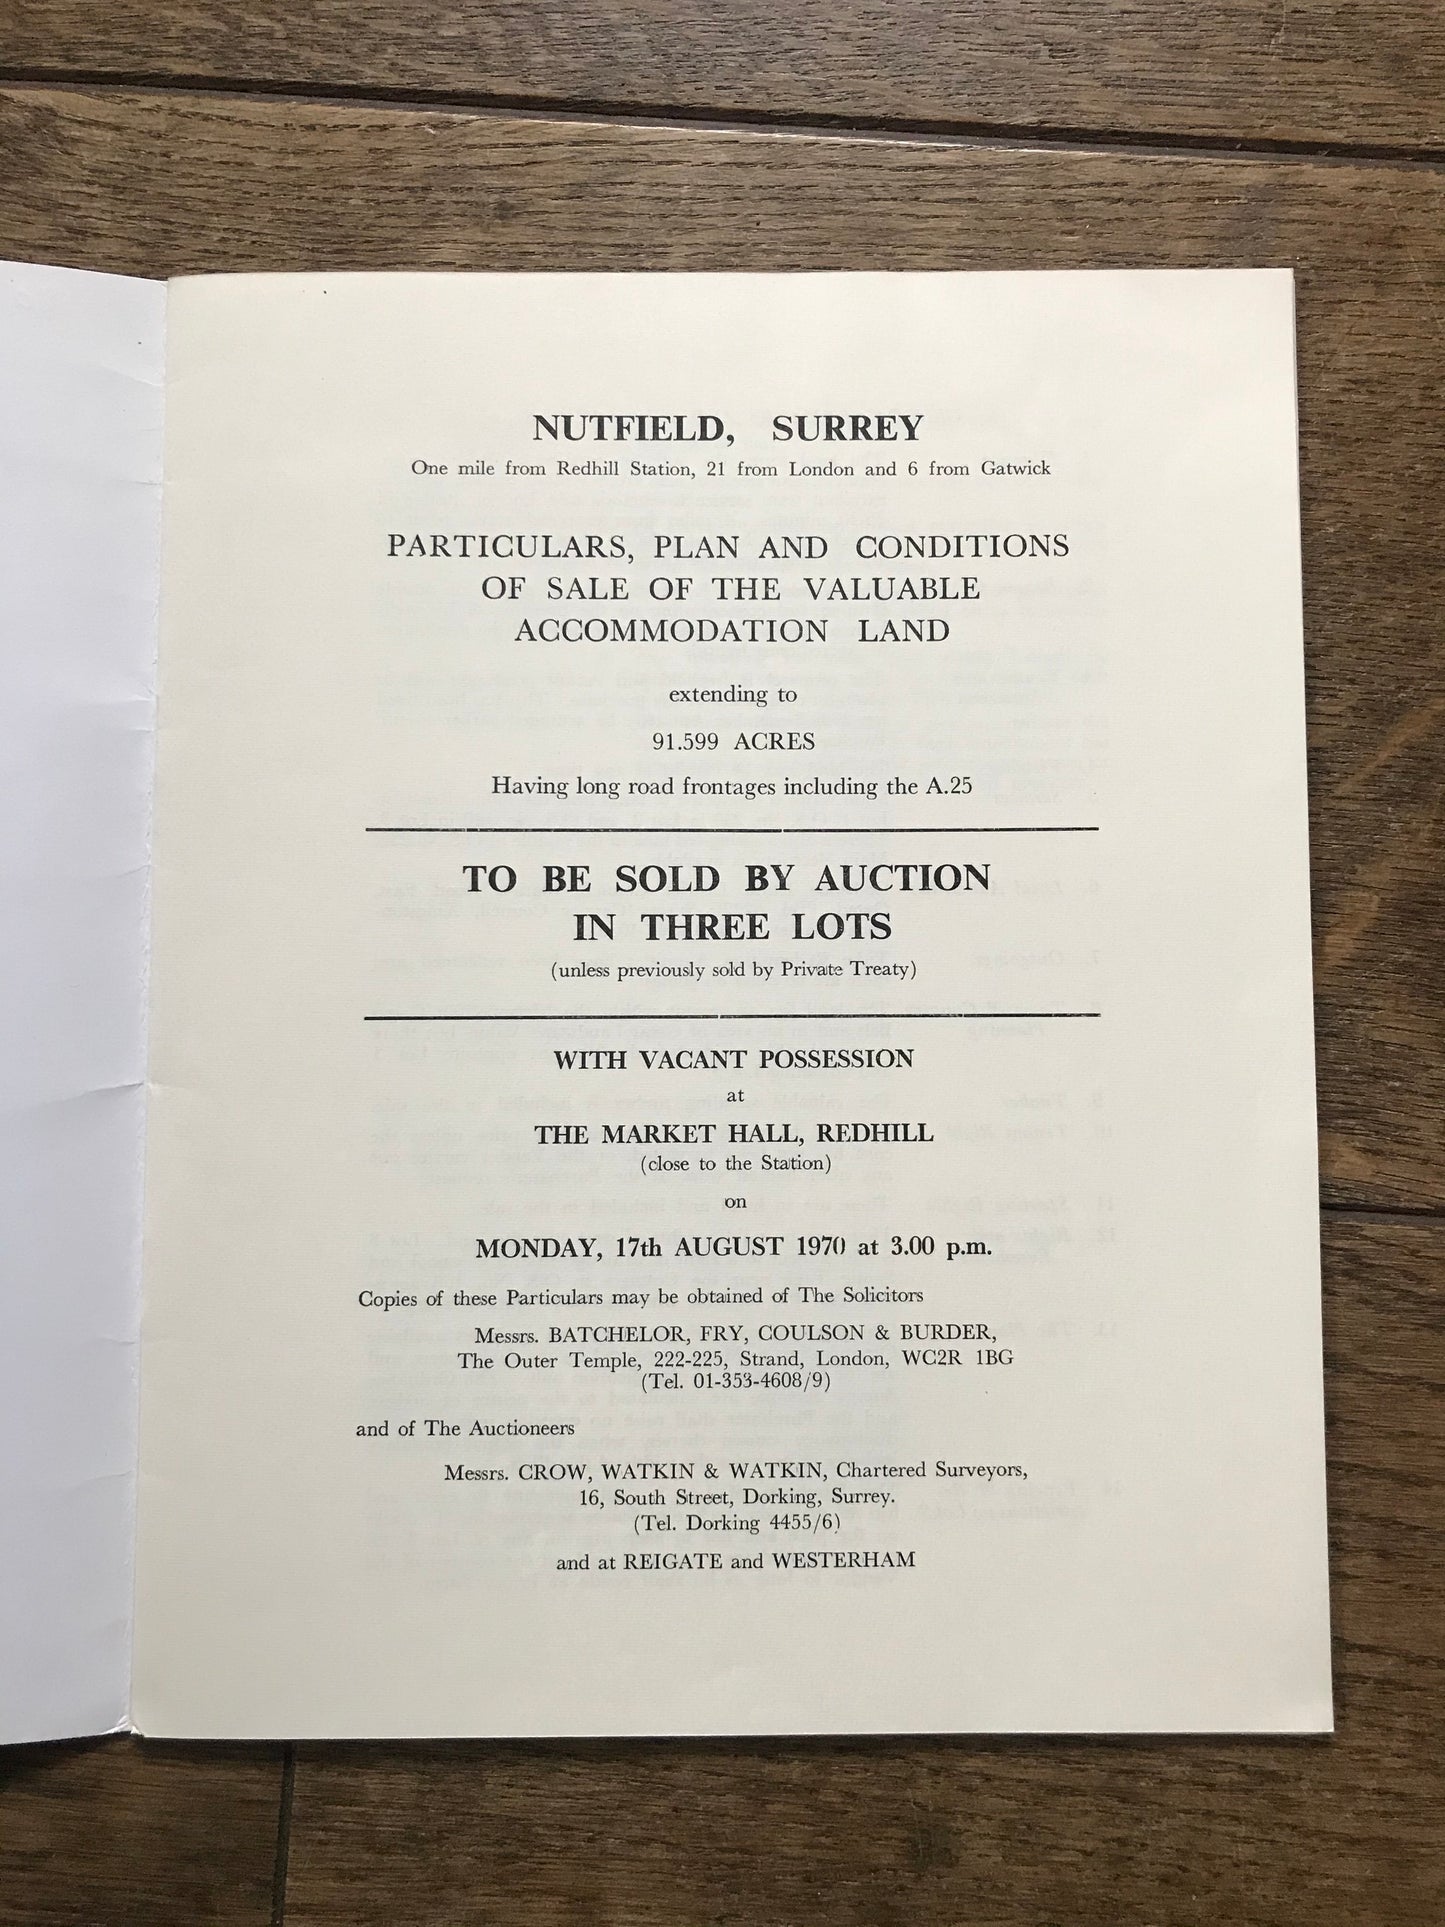 NUTFIELD, SURREY
One mile from Redhill Station, 21 from London and 6 from Gatwick
PARTICULARS, PLAN AND CONDITIONS
OF SALE OF THE VALUABLE
ACCOMMODATION LAND
extending to
91.599 ACRES
Having long road frontages including the A.25
TO BE SOLD BY AUCTION
IN THREE LOTS
(unless previously sold by Private Treaty)
WITH VACANT POSSESSION
at
THE MARKET HALL, REDHILL
(close to the Station)
on
MONDAY, 17th AUGUST 1970 at 3.00 p.m.
Copies of these Particulars may be obtained of The Solicitors
Messrs. BATCHELOR, FRY, COULSON & BURDER,
The Outer Temple, 222-225, Strand, London, WC2R 1BG
(Tel. 01-353-4608/9)
and of The Auctioneers
Messrs. CROW, WATKIN & WATKIN, Chartered Surveyors,
16, South Street, Dorking, Surrey.
(Tel. Dorking 4455/6)
and at REIGATE and WESTERHAM